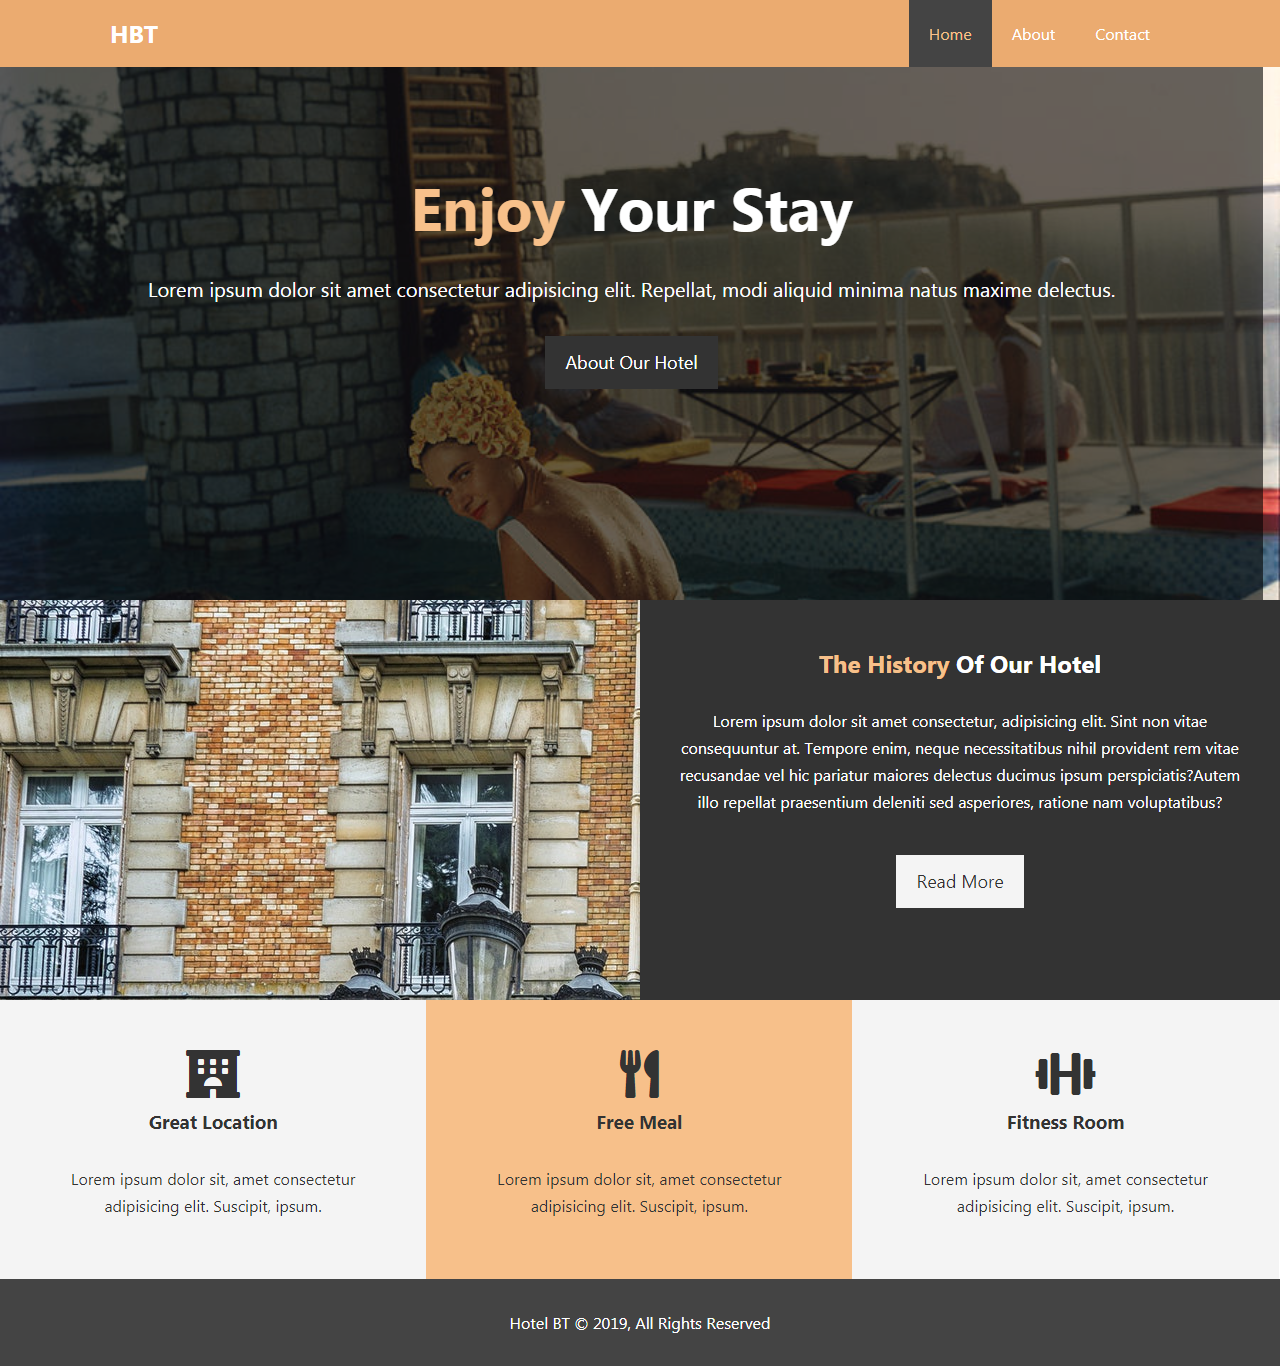 HBT
Home
About
Contact
Enjoy Your Stay
Lorem ipsum dolor sit amet consectetur adipisicing elit. Repellat, modi aliquid minima natus maxime delectus.
About Our Hotel
The History Of Our Hotel
Lorem ipsum dolor sit amet consectetur, adipisicing elit. Sint non vitae
consequuntur at. Tempore enim, neque necessitatibus nihil provident rem vitae
recusandae vel hic pariatur maiores delectus ducimus ipsum perspiciatis?Autem
illo repellat praesentium deleniti sed asperiores, ratione nam voluptatibus?
Read More
Great Location
Lorem ipsum dolor sit, amet consectetur
adipisicing elit. Suscipit, ipsum.
Free Meal
Lorem ipsum dolor sit, amet consectetur
adipisicing elit. Suscipit, ipsum.
Fitness Room
Lorem ipsum dolor sit, amet consectetur
adipisicing elit. Suscipit, ipsum.
Hotel BT © 2019, All Rights Reserved